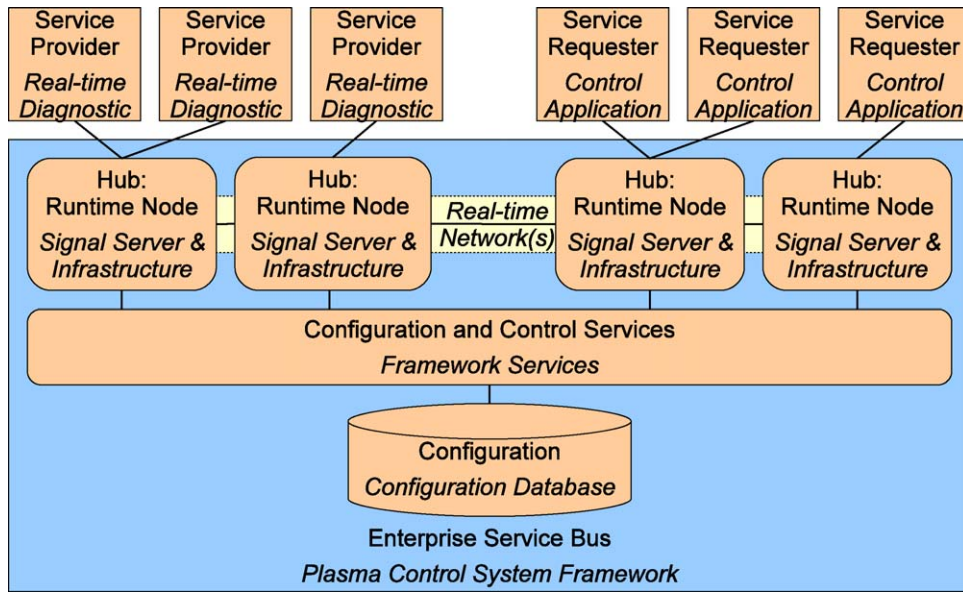 Service
Provider
Real-time
Diagnostic
Service
Provider
Real-time
Diagnostic
Service
Provider
Real-time
Diagnostic
Service
Requester
Control
Application
Service
Requester
Control
Application
Service
Requester
Control
Application
Hub:
Runtime Node
Signal Server &
Infrastructure
Hub:
Runtime Node
Signal Server &
Infrastructure
Real-time
Network(s)
Hub:
Runtime Node
Signal Server &
Infrastructure
Hub:
Runtime Node
Signal Server &
Infrastructure
Configuration and Control Services
Framework Services
Configuration
Configuration Database
Enterprise Service Bus
Plasma Control System Framework